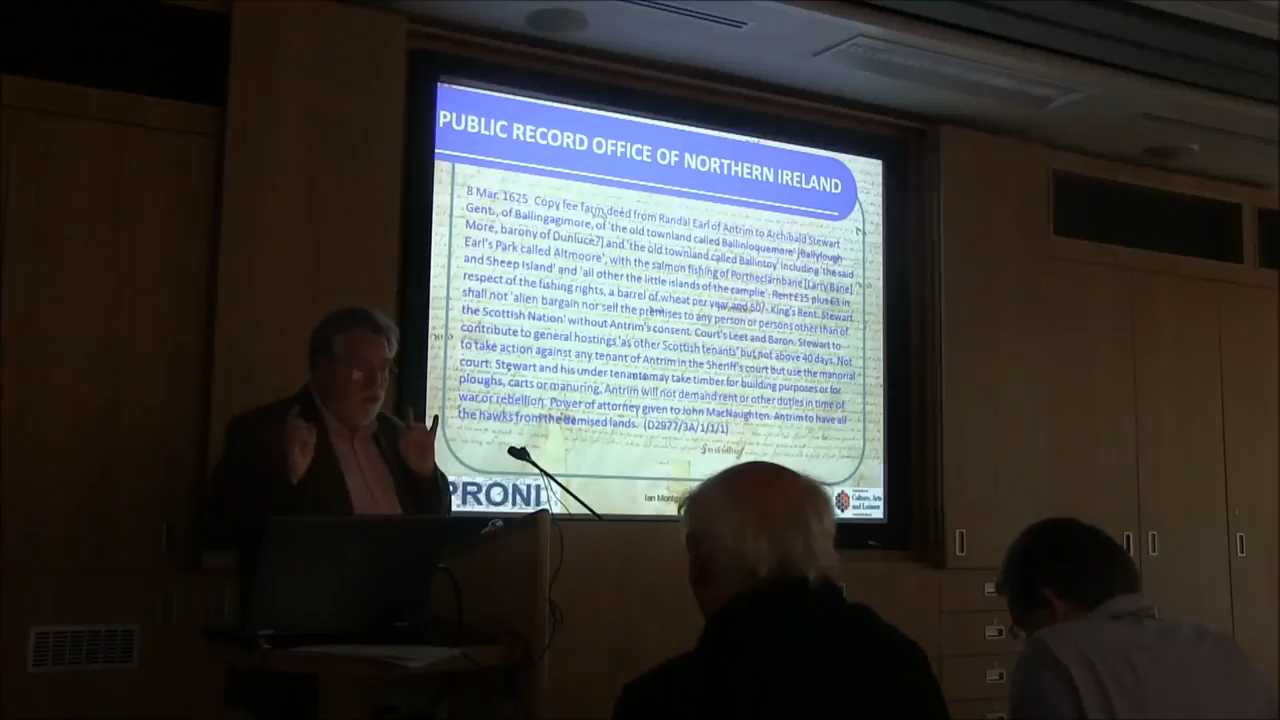 PUBLIC RECORD OFFICE OF NORTHERN IRELAND
8 Mar. 1625. Copy fee farm deed from Randal Earl of Antrim to Archibald Stewart
Gent., of Ballingagimore, of 'the old townland called Ballinloquemore' [Ballylough
More, barony of Dunluce?] and 'the old townland called Ballintoy' including 'the said
Earl's Park called Altmoore', with the salmon fishing of Portheclarnbane [Larry Bane]
and Sheep Island' and 'all other the little islands of the camplie'. Rent £15 plus £3 in
respect of the fishing rights, a barrel of wheat per year and 60/- King's Rent. Stewart
shall not 'alien bargain nor sell the premises to any person or persons other than of
the Scottish Nation' without Antrim's consent. Court's Leet and Baron. Stewart to
contribute to general hostings 'as other Scottish tenants' but not above 40 days. Not
to take action against any tenant of Antrim in the Sheriff's court but use the manorial
court. Stewart and his under tenants may take timber for building purposes or for
ploughs, carts or manuring. Antrim will not demand rent or other duties in time of
war or rebellion. Power of attorney given to John MacNaughten. Antrim to have all
the hawks from the demised lands. (D2977/3A/1/1/1)
PRONI
Ian
Culture, Arts
and Leisure